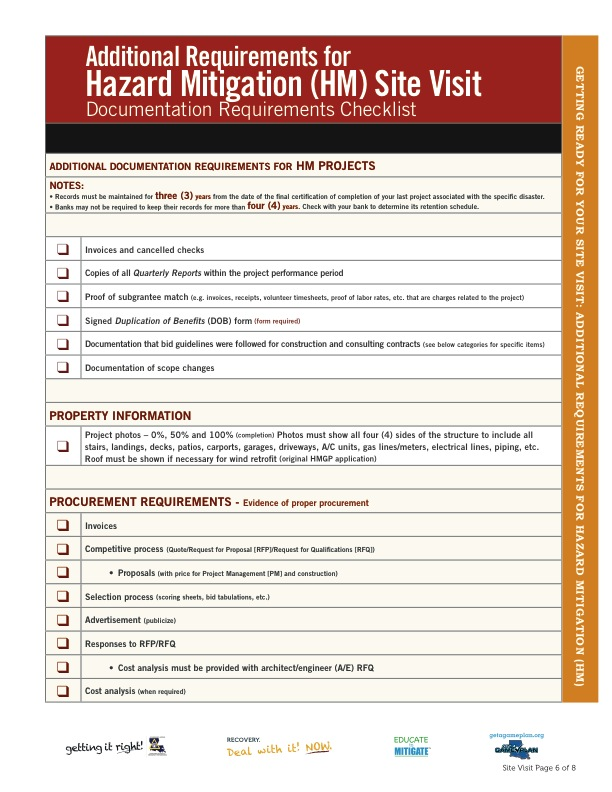 Additional Requirements for
Hazard Mitigation (HM) Site Visit
Documentation Requirements Checklist
ADDITIONAL DOCUMENTATION REQUIREMENTS FOR HM PROJECTS
NOTES:
• Records must be maintained for three (3) years from the date of the final certification of completion of your last project associated with the specific disaster.
• Banks may not be required to keep their records for more than four (4) years. Check with your bank to determine its retention schedule.
Invoices and cancelled checks
Copies of all Quarterly Reports within the project performance period
Proof of subgrantee match (e.g. invoices, receipts, volunteer timesheets, proof of labor rates, etc. that are charges related to the project)
Signed Duplication of Benefits (DOB) form (form required)
Documentation that bid guidelines were followed for construction and consulting contracts (see below categories for specific items)
Documentation of scope changes
PROPERTY INFORMATION
Project photos – 0%, 50% and 100% (completion) Photos must show all four (4) sides of the structure to include all
stairs, landings, decks, patios, carports, garages, driveways, A/C units, gas lines/meters, electrical lines, piping, etc.
Roof must be shown if necessary for wind retrofit (original HMGP application)
PROCUREMENT REQUIREMENTS - Evidence of proper procurement
Invoices
Competitive process (Quote/Request for Proposal [RFP]/Request for Qualifications [RFQ])
• Proposals (with price for Project Management [PM] and construction)
Selection process (scoring sheets, bid tabulations, etc.)
Advertisement (publicize)
Responses to RFP/RFQ
• Cost analysis must be provided with architect/engineer (A/E) RFQ
Cost analysis (when required)
GETTING READY FOR YOUR SITE VISIT: ADDITIONAL REQUIREMENTS FOR HAZARD MITIGATION (HM)
getting it right!
RECOVERY.
Deal with it! NOW.
EDUCATE
MITIGATE
getagameplan.org
GAMEPLAN
Site Visit Page 6 of 8